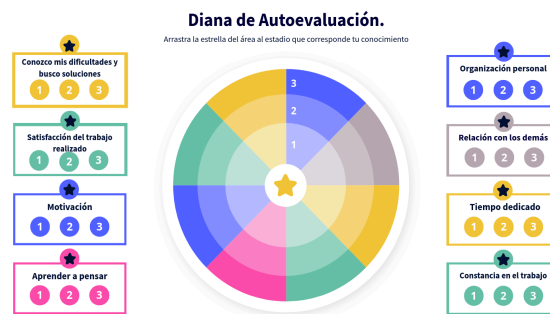 Diana de Autoevaluación.
Arrastra la estrella del área al estadio que corresponde tu conocimiento
Conozco mis dificultades y
busco soluciones
1 2 3
Satisfacción del trabajo
realizado
1 2 3
Motivación
1 2 3
Aprender a pensar
1 2 3
3
2
1
Organización personal
1 2 3
Relación con los demás
1 2 3
Tiempo dedicado
1 2 3
Constancia en el trabajo
1 2 3